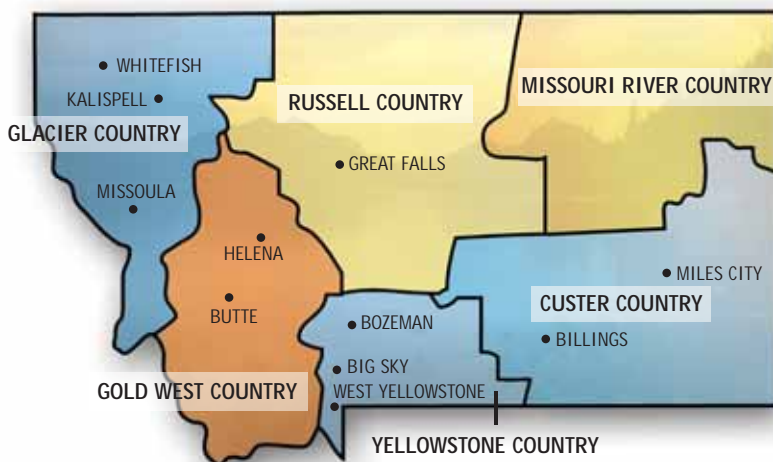 WHITEFISH
KALISPELL
GLACIER COUNTRY
MISSOULA
RUSSELL COUNTRY
GREAT FALLS
MISSOURI RIVER COUNTRY
HELENA
BUTTE
GOLD WEST COUNTRY
BOZEMAN
BIG SKY
WEST YELLOWSTONE
YELLOWSTONE COUNTRY
MILES CITY
CUSTER COUNTRY
BILLINGS